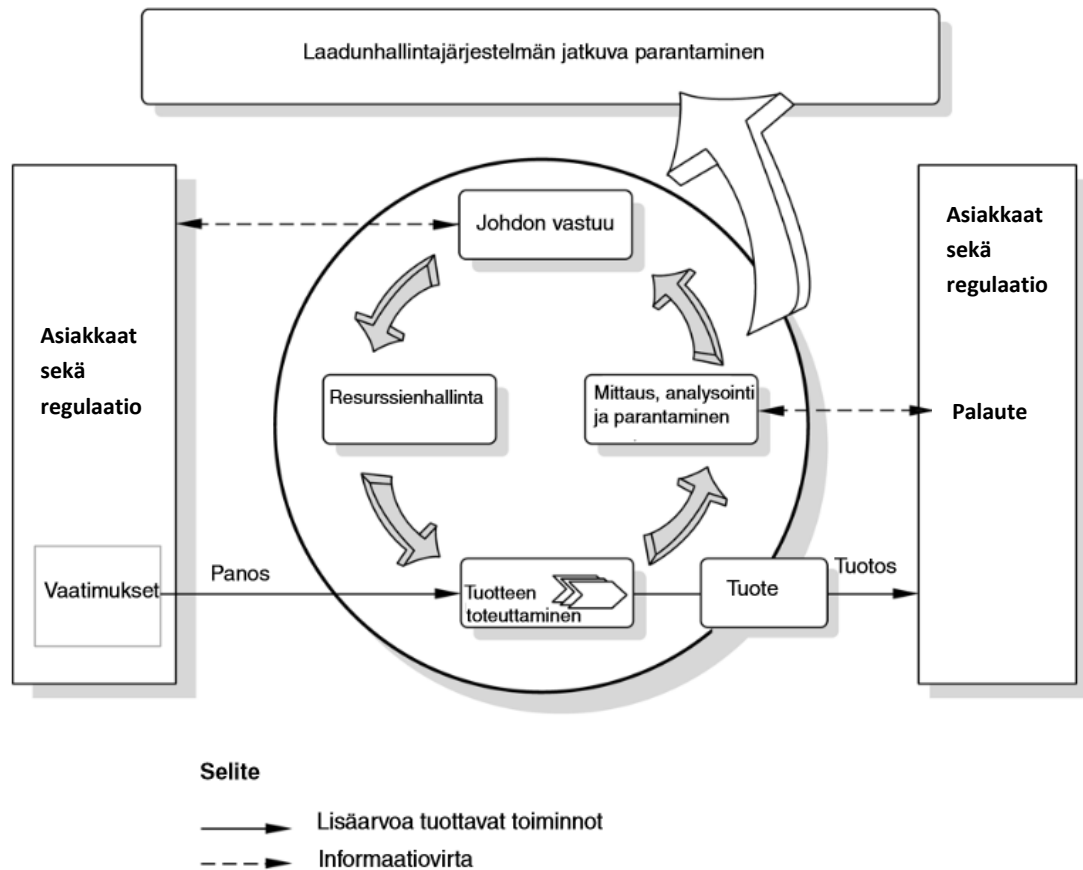 Laadunhallintajärjestelmän jatkuva parantaminen
Asiakkaat
sekä
regulaatio
Vaatimukset
Panos
Johdon vastuu
Resurssienhallinta
Mittaus, analysointi
ja parantaminen
Tuotteen
toteuttaminen
Tuote
Tuotos
Asiakkaat
sekä
regulaatio
Palaute
Selite
Lisäarvoa tuottavat toiminnot
Informaatiovirta